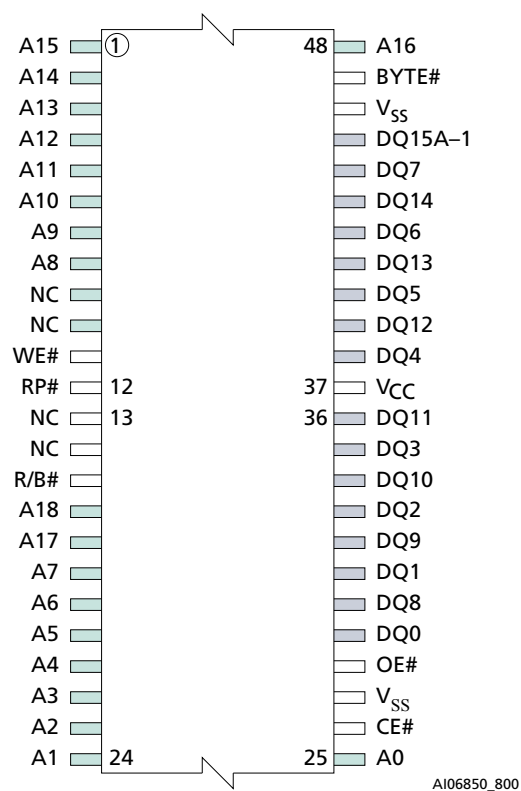 A15 1 48 A16
A14 BYTE#
A13 VSS
A12 DQ15A–1
A11 DQ7
A10 DQ14
A9 DQ6
A8 DQ13
NC DQ5
NC DQ12
WE# DQ4
RP# 12 37 VCC
NC 13 36 DQ11
NC DQ3
R/B# DQ10
A18 DQ2
A17 DQ9
A7 DQ1
A6 DQ8
A5 DQ0
A4 OE#
A3 VSS
A2 CE#
A1 24 25 A0
AI06850_800